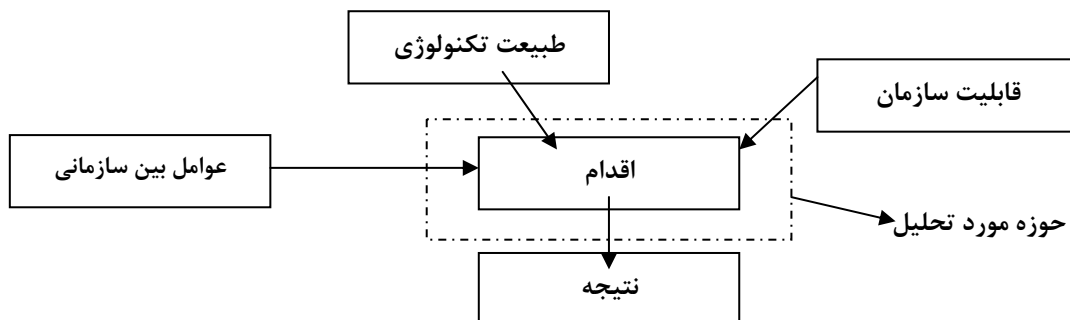 طبیعت تکنولوژی
قابلیت سازمان
عوامل بین سازمانی
اقدام
حوزه مورد تحلیل
نتیجه